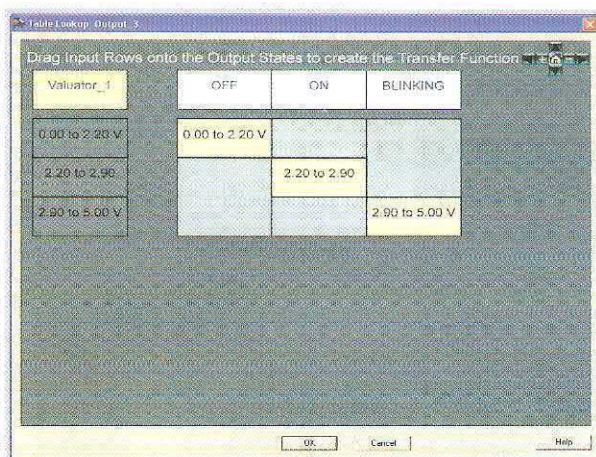 Table Lookup Output_3
Drag Input Rows onto the Output States to create the Transfer Function
Valuator_1 OFF ON BLINKING
0.00 to 2.20 V 0.00 to 2.20 V
2.20 to 2.90 2.20 to 2.90
2.90 to 5.00 V 2.90 to 5.00 V
OK Cancel Help